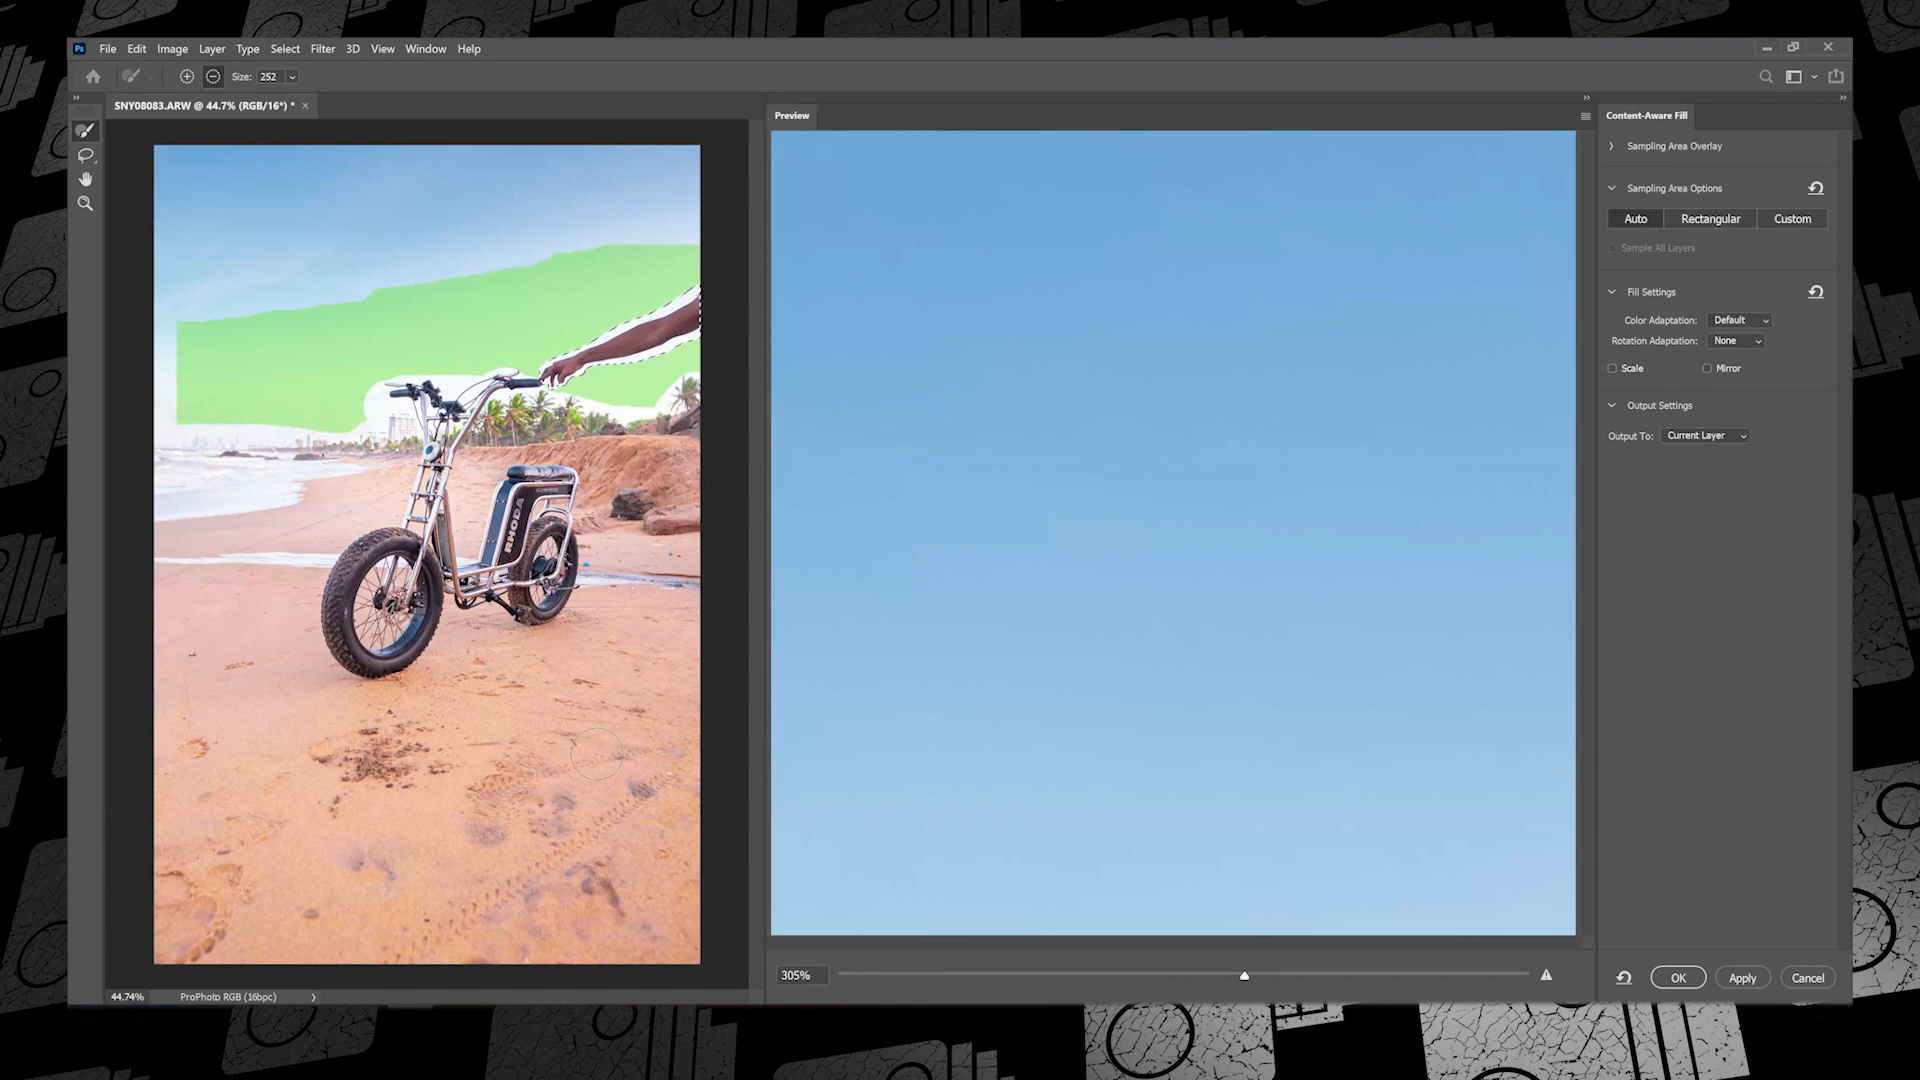 Ps File Edit Image Layer Type Select Filter 3D View Window Help
Size: 252
SNY08083.ARW @ 44.7% (RGB/16*) *
Preview
Content-Aware Fill
Sampling Area Overlay
Sampling Area Options
Auto Rectangular Custom
Sample All Layers
Fill Settings
Color Adaptation: Default
Rotation Adaptation: None
Scale Mirror
Output Settings
Output To: Current Layer
RHODA
305%
OK Apply Cancel
44.74% ProPhoto RGB (16bpc)